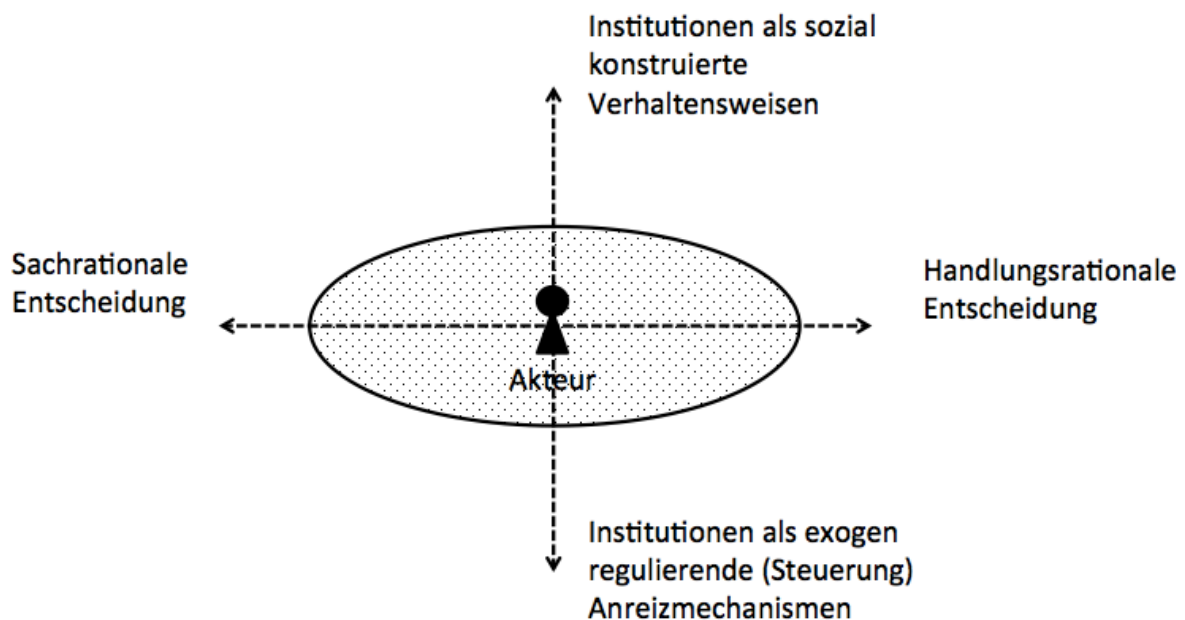 Institutionen als sozial
konstruierte
Verhaltensweisen
Sachrationale
Entscheidung
Handlungsrationale
Entscheidung
Akteur
Institutionen als exogen
regulierende (Steuerung)
Anreizmechanismen